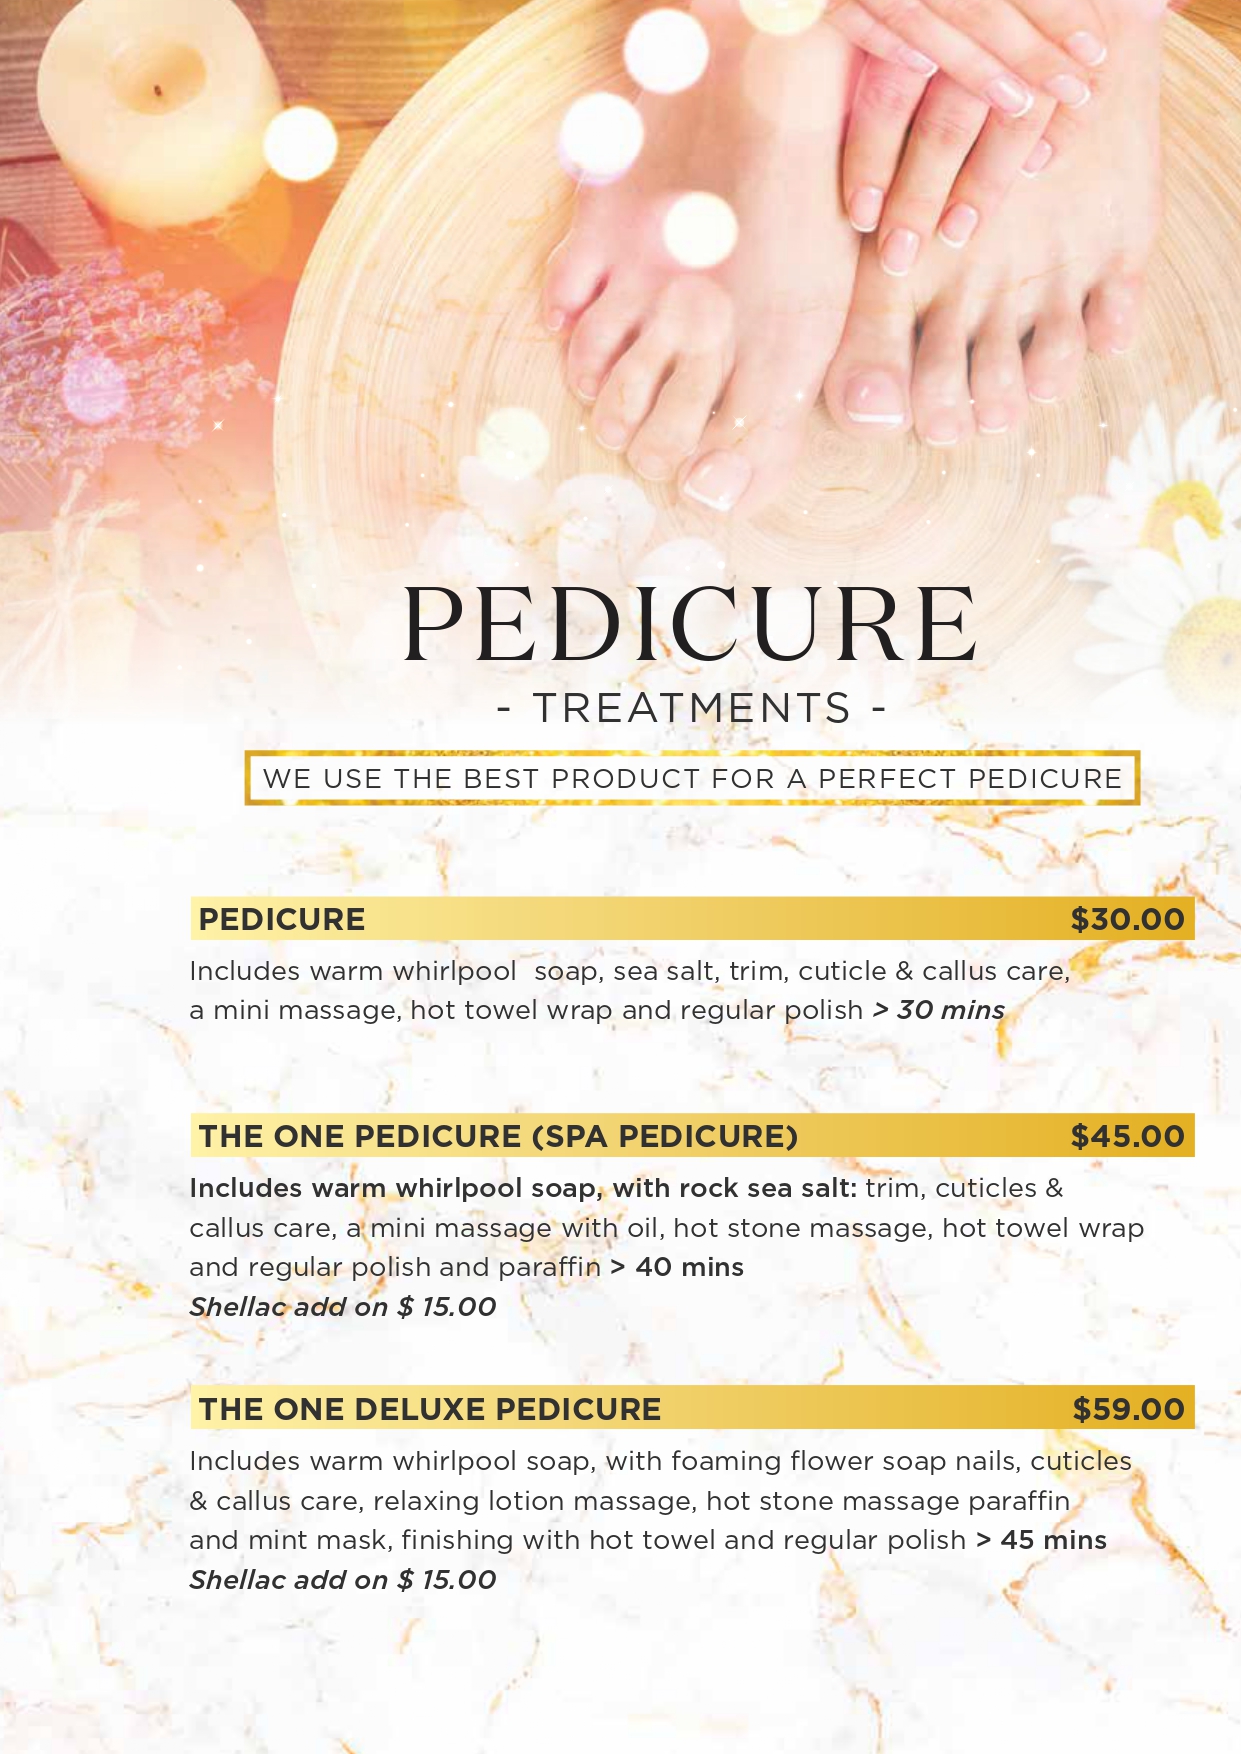 PEDICURE
- TREATMENTS -
WE USE THE BEST PRODUCT FOR A PERFECT PEDICURE
PEDICURE $30.00
Includes warm whirlpool  soap, sea salt, trim, cuticle & callus care,
a mini massage, hot towel wrap and regular polish > 30 mins
THE ONE PEDICURE (SPA PEDICURE) $45.00
Includes warm whirlpool soap, with rock sea salt: trim, cuticles &
callus care, a mini massage with oil, hot stone massage, hot towel wrap
and regular polish and paraffin > 40 mins
Shellac add on $ 15.00
THE ONE DELUXE PEDICURE $59.00
Includes warm whirlpool soap, with foaming flower soap nails, cuticles
& callus care, relaxing lotion massage, hot stone massage paraffin
and mint mask, finishing with hot towel and regular polish > 45 mins
Shellac add on $ 15.00